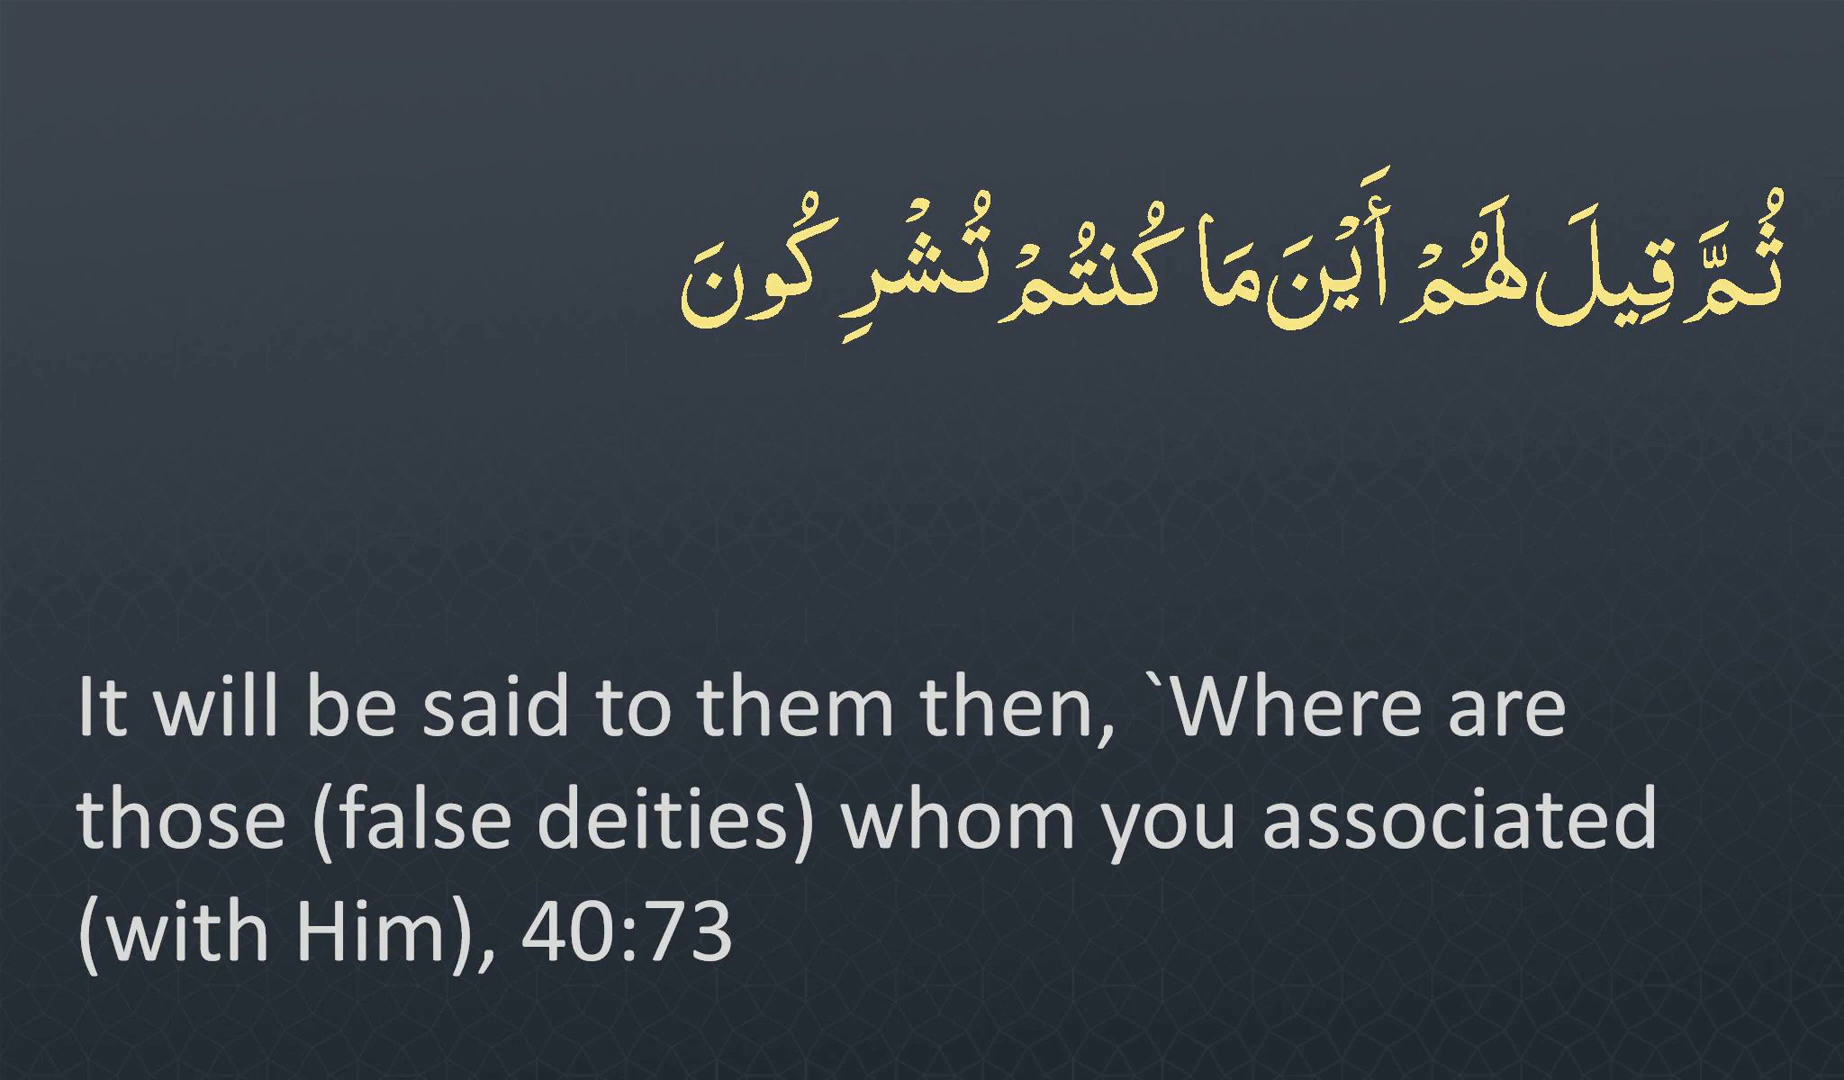 ثُمَّ قِيلَ لَهُمْ أَيْنَ مَا كُنتُمْ تُشْرِكُونَ
It will be said to them then, `Where are
those (false deities) whom you associated
(with Him), 40:73